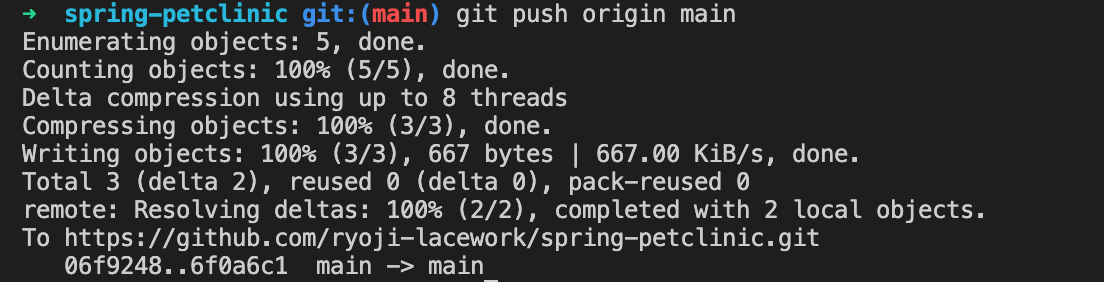 ➜  spring-petclinic git:(main) git push origin main
Enumerating objects: 5, done.
Counting objects: 100% (5/5), done.
Delta compression using up to 8 threads
Compressing objects: 100% (3/3), done.
Writing objects: 100% (3/3), 667 bytes | 667.00 KiB/s, done.
Total 3 (delta 2), reused 0 (delta 0), pack-reused 0
remote: Resolving deltas: 100% (2/2), completed with 2 local objects.
To https://github.com/ryoji-lacework/spring-petclinic.git
   06f9248..6f0a6c1  main -> main